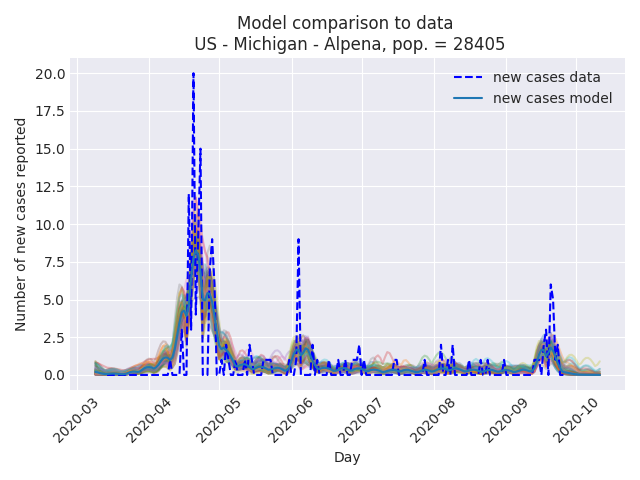 Model comparison to data
US - Michigan - Alpena, pop. = 28405
new cases data
new cases model
Number of new cases reported
20.0
17.5
15.0
12.5
10.0
7.5
5.0
2.5
0.0
2020-03
2020-04
2020-05
2020-06
2020-07
2020-08
2020-09
2020-10
Day